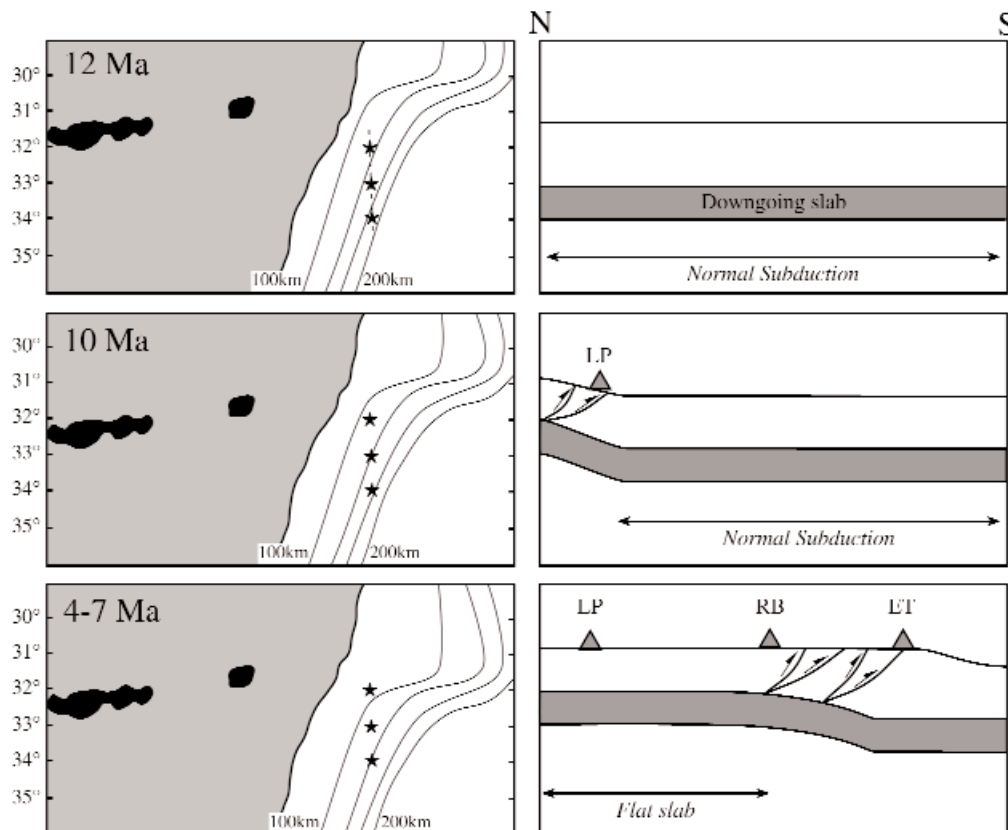 N
S
12 Ma
30°
31°
32°
33°
34°
35°
100km
200km
Downgoing slab
Normal Subduction
10 Ma
30°
31°
32°
33°
34°
35°
100km
200km
LP
Normal Subduction
4-7 Ma
30°
31°
32°
33°
34°
35°
100km
200km
LP
RB
ET
Flat slab